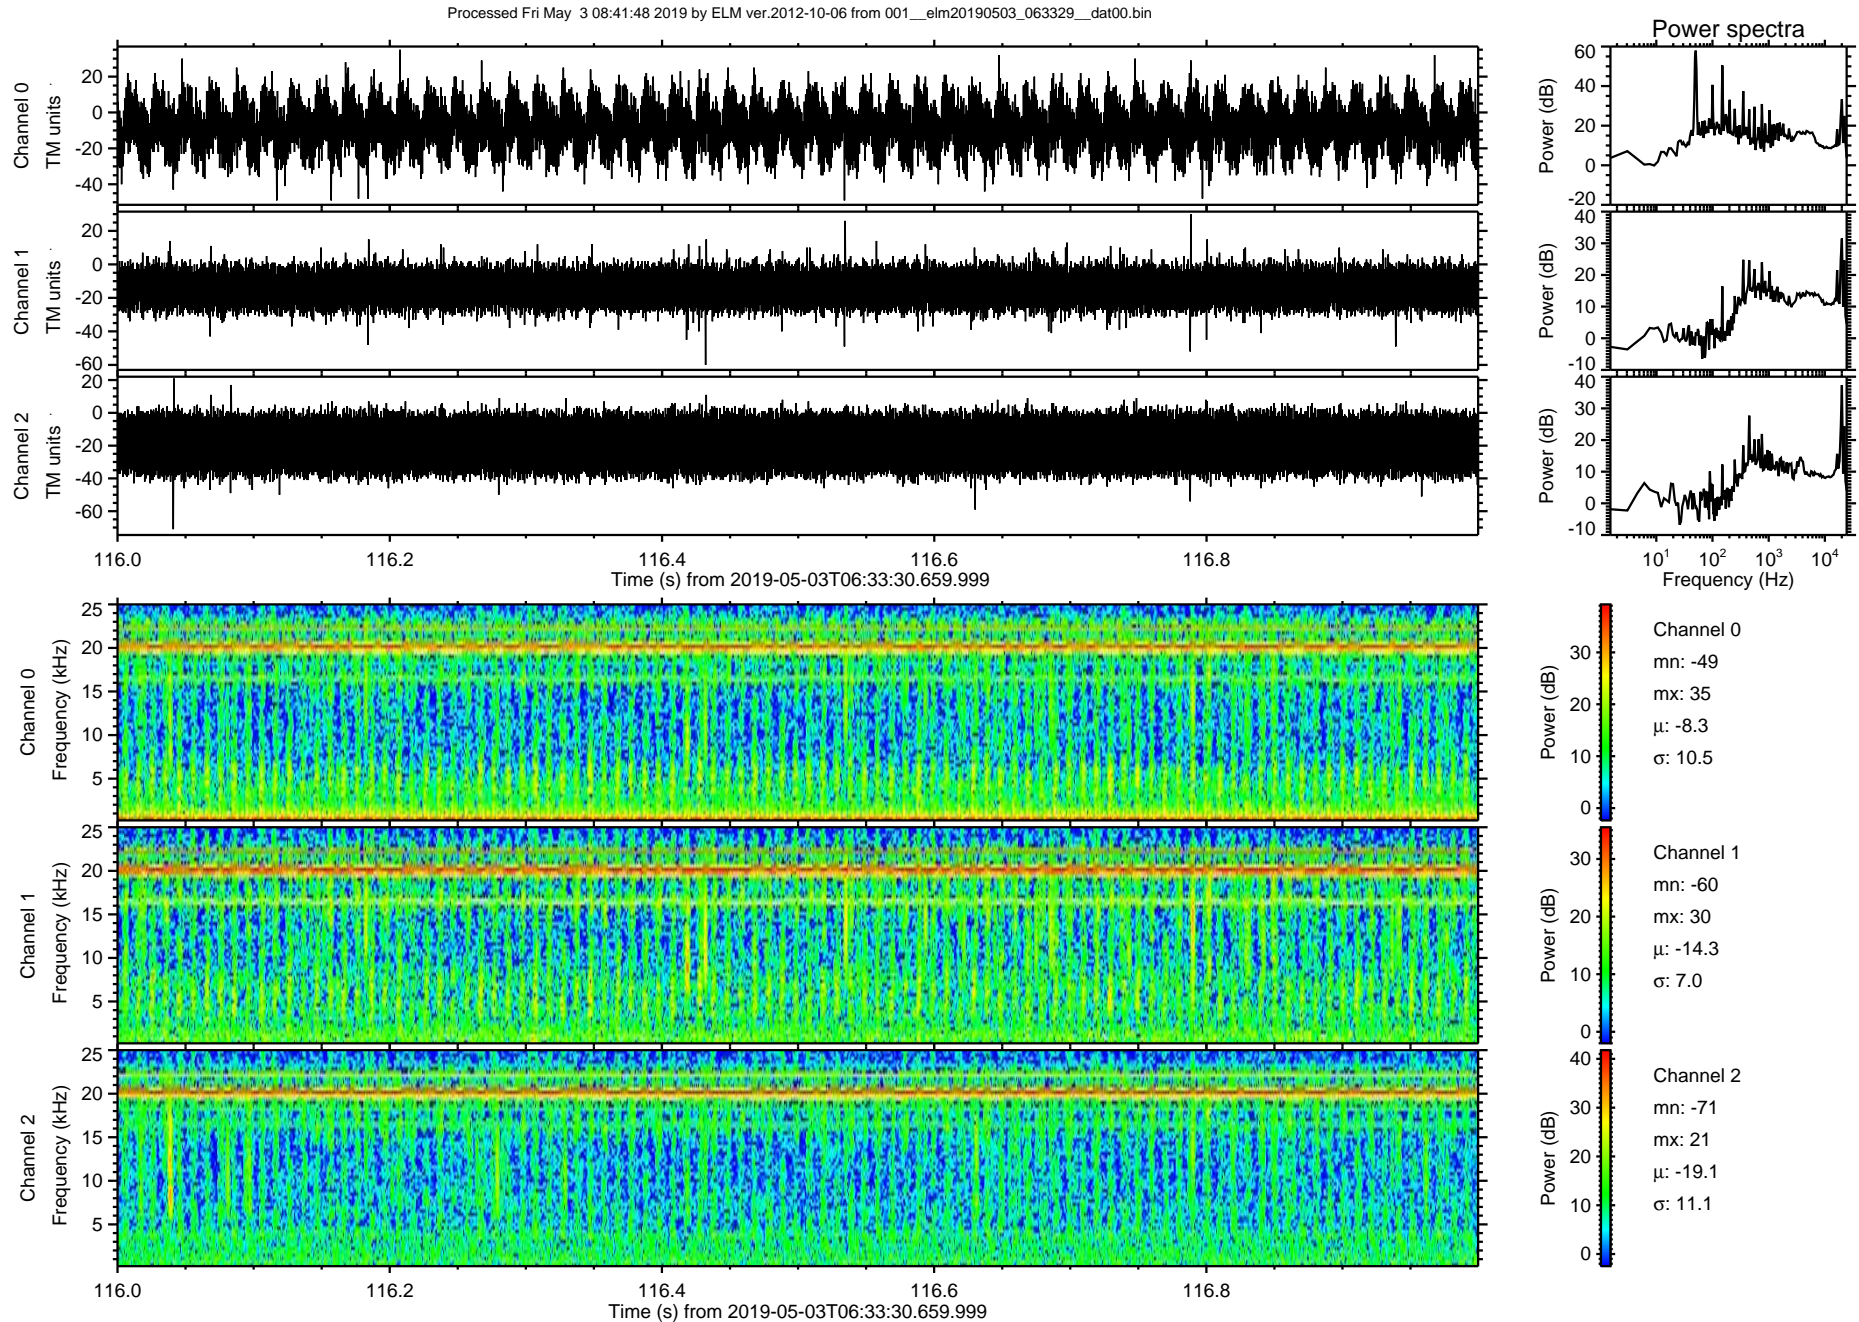 Processed Fri May  3 08:41:48 2019 by ELM ver.2012-10-06 from 001__elm20190503_063329__dat00.bin
Power spectra
Channel 0
TM units
20
0
-20
-40
Power (dB)
60
40
20
0
-20
Channel 1
TM units
20
0
-20
-40
-60
Power (dB)
40
30
20
10
0
-10
Channel 2
TM units
20
0
-20
-40
-60
Power (dB)
40
30
20
10
0
-10
116.0 116.2 116.4 116.6 116.8
Time (s) from 2019-05-03T06:33:30.659.999
10^1 10^2 10^3 10^4
Frequency (Hz)
Channel 0
Frequency (kHz)
25
20
15
10
5
Power (dB)
30
20
10
0
Channel 0
mn: -49
mx: 35
μ: -8.3
σ: 10.5
Channel 1
Frequency (kHz)
25
20
15
10
5
Power (dB)
30
20
10
0
Channel 1
mn: -60
mx: 30
μ: -14.3
σ: 7.0
Channel 2
Frequency (kHz)
25
20
15
10
5
Power (dB)
40
30
20
10
0
Channel 2
mn: -71
mx: 21
μ: -19.1
σ: 11.1
116.0 116.2 116.4 116.6 116.8
Time (s) from 2019-05-03T06:33:30.659.999